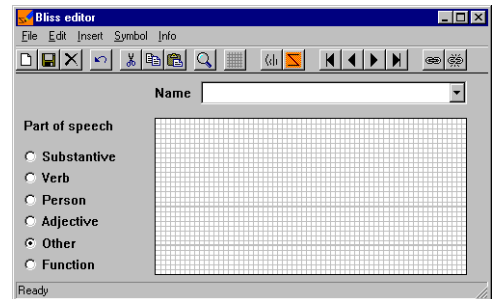 Bliss editor
File Edit Insert Symbol Info
Name
Part of speech
Substantive
Verb
Person
Adjective
Other
Function
Ready